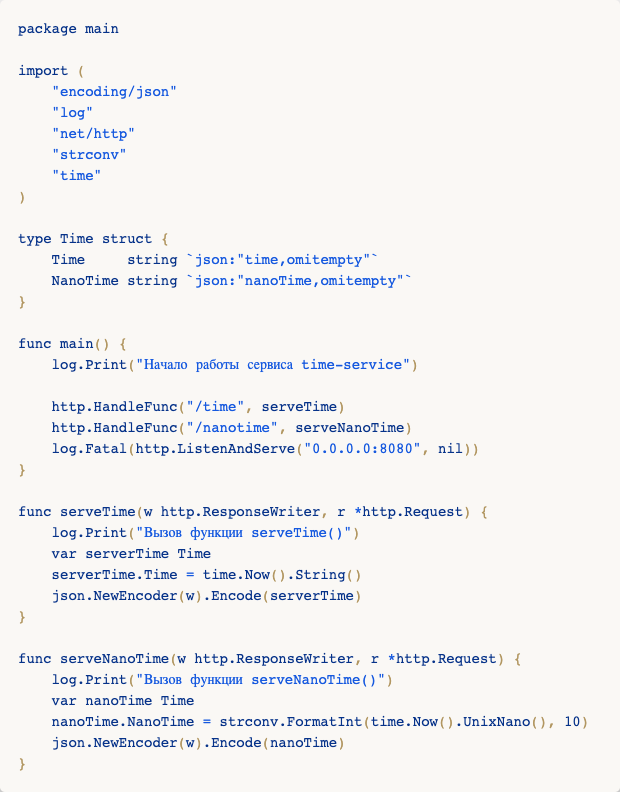 package main

import (
    "encoding/json"
    "log"
    "net/http"
    "strconv"
    "time"
)

type Time struct {
    Time     string `json:"time,omitempty"`
    NanoTime string `json:"nanoTime,omitempty"`
}

func main() {
    log.Print("Начало работы сервиса time-service")

    http.HandleFunc("/time", serveTime)
    http.HandleFunc("/nanotime", serveNanoTime)
    log.Fatal(http.ListenAndServe("0.0.0.0:8080", nil))
}

func serveTime(w http.ResponseWriter, r *http.Request) {
    log.Print("Вызов функции serveTime()")
    var serverTime Time
    serverTime.Time = time.Now().String()
    json.NewEncoder(w).Encode(serverTime)
}

func serveNanoTime(w http.ResponseWriter, r *http.Request) {
    log.Print("Вызов функции serveNanoTime()")
    var nanoTime Time
    nanoTime.NanoTime = strconv.FormatInt(time.Now().UnixNano(), 10)
    json.NewEncoder(w).Encode(nanoTime)
}